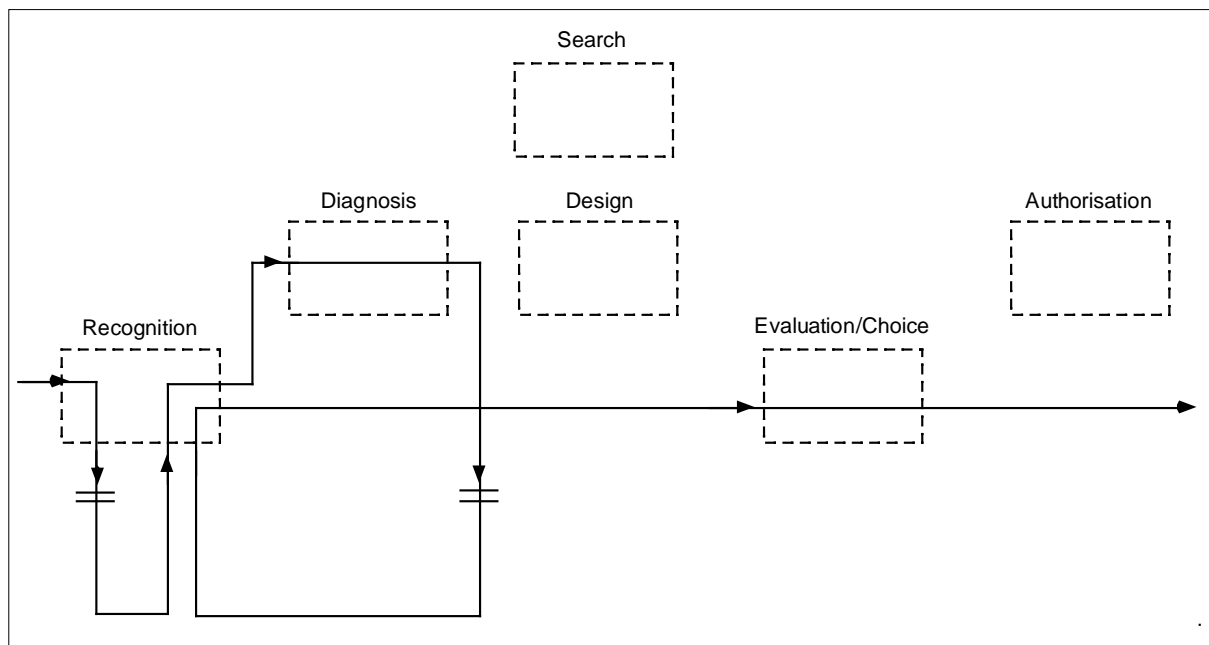 Search
Diagnosis
Design
Authorisation
Recognition
Evaluation/Choice
.